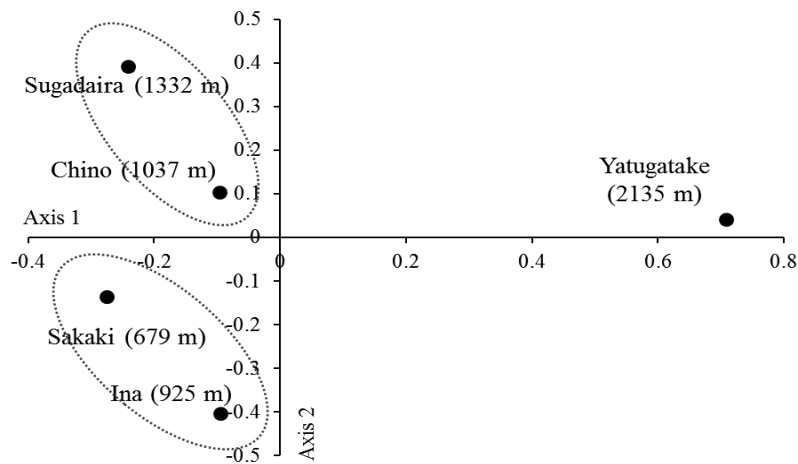 0.5
0.4
Sugadaira (1332 m)
0.3
0.2
Yatugatake
(2135 m)
Chino (1037 m)
0.1
Axis 1
0
-0.4
-0.2
0
0.2
0.4
0.6
0.8
-0.1
-0.2
Sakaki (679 m)
-0.3
Ina (925 m)
-0.4
Axis 2
-0.5